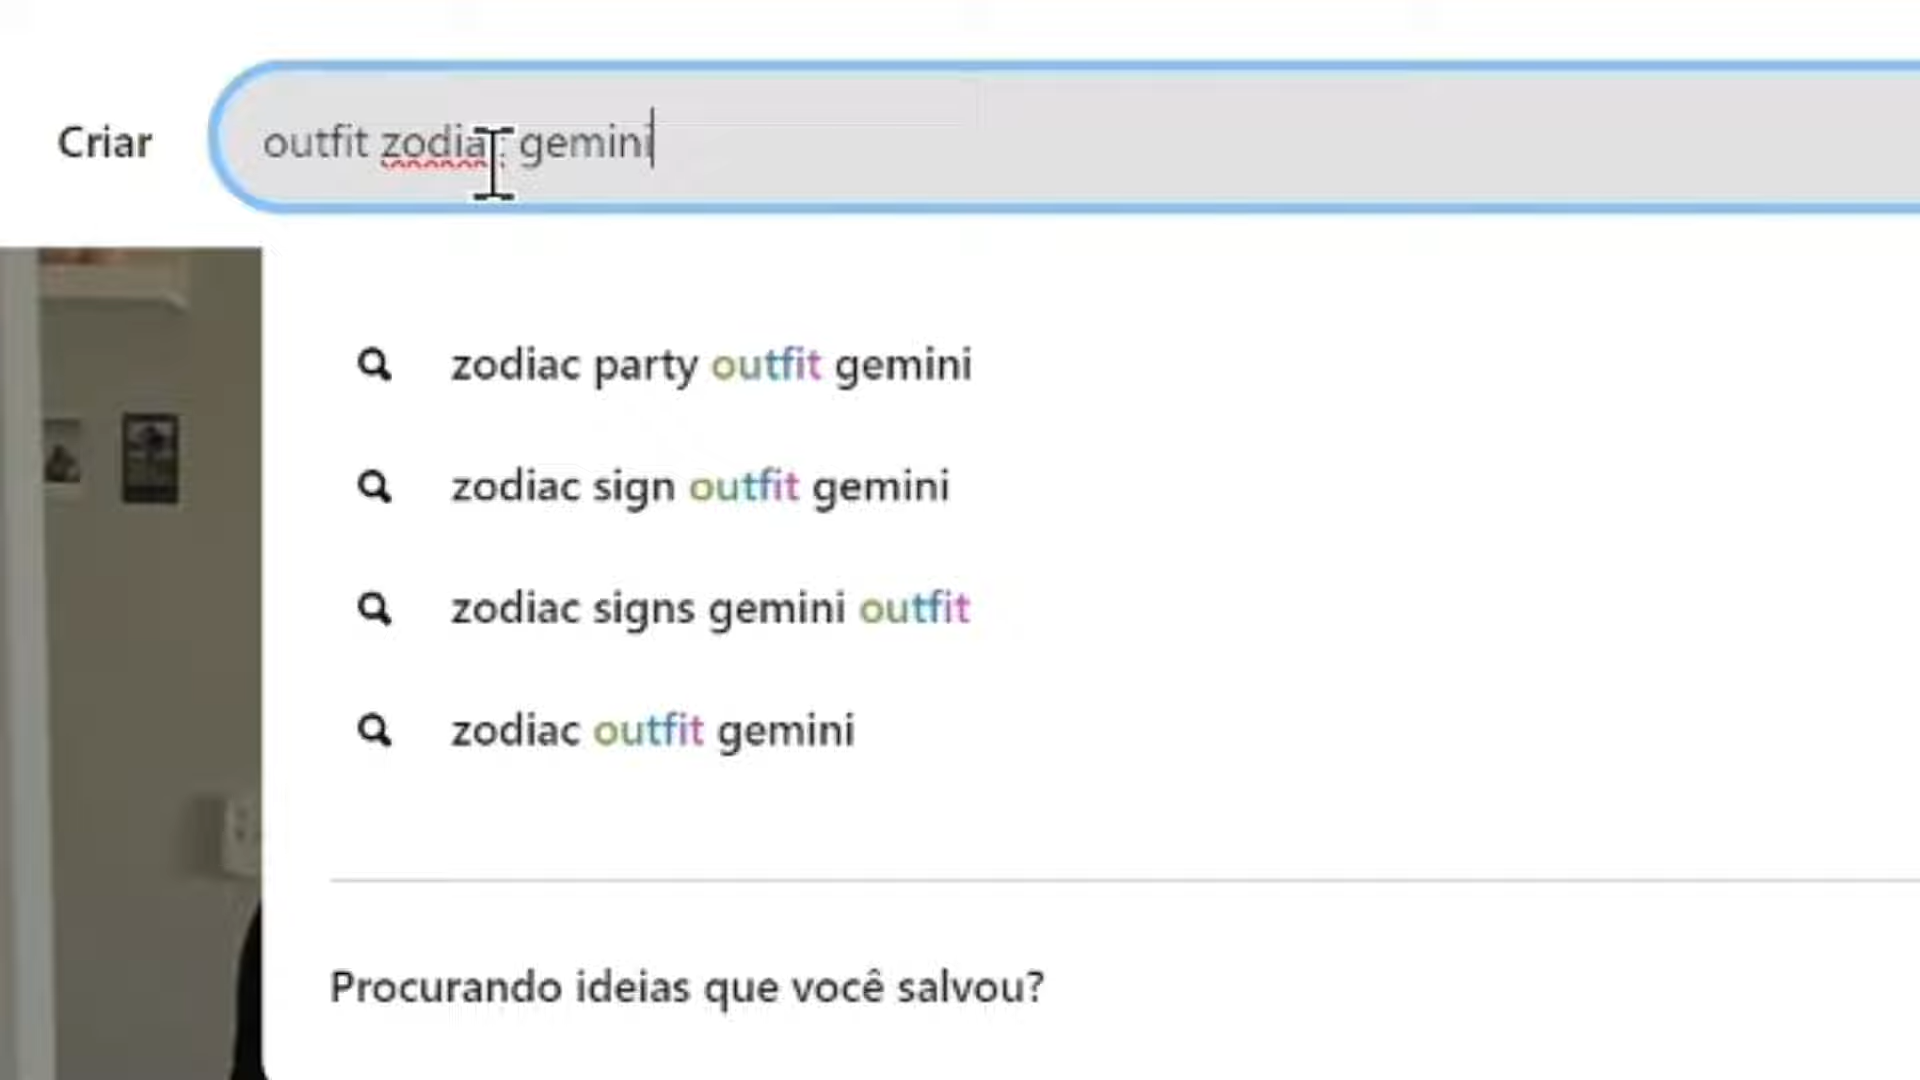 Criar
outfit zodiac gemini
zodiac party outfit gemini
zodiac sign outfit gemini
zodiac signs gemini outfit
zodiac outfit gemini
Procurando ideias que você salvou?